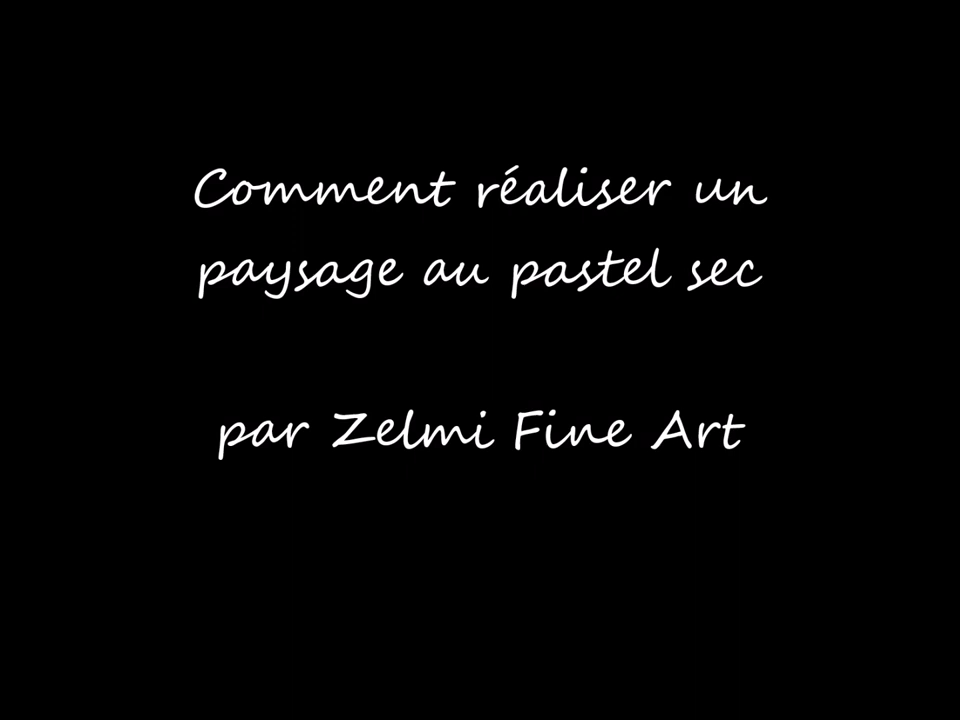 Comment réaliser un
paysage au pastel sec
par Zelmi Fine Art